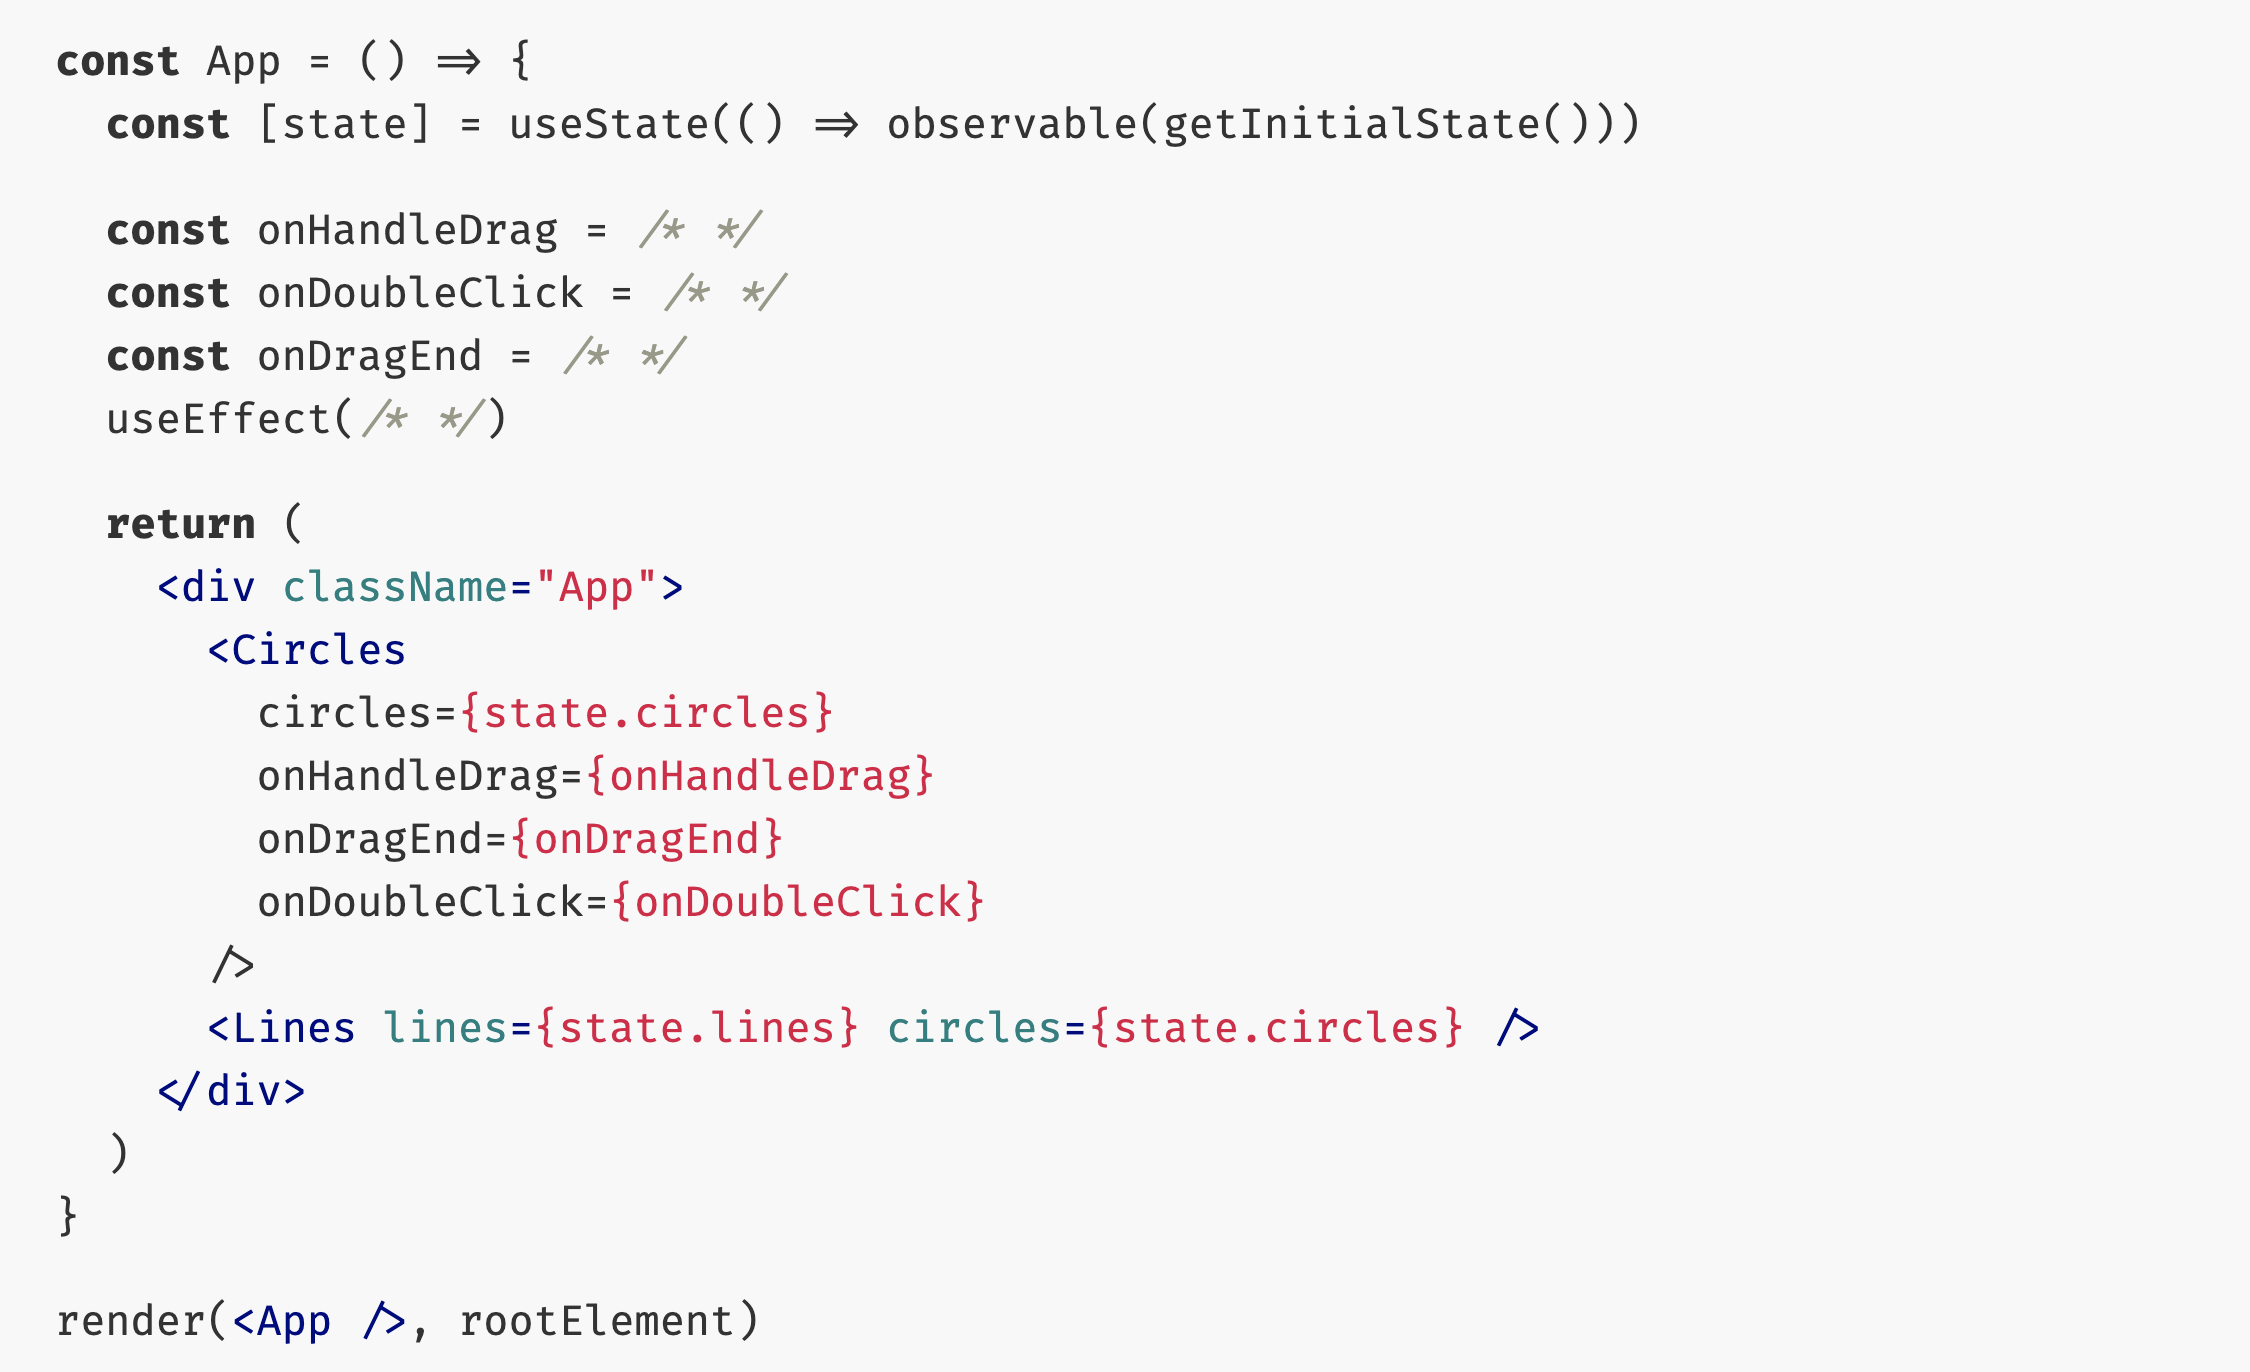 const App = () => {
  const [state] = useState(() => observable(getInitialState()))

  const onHandleDrag = /* */
  const onDoubleClick = /* */
  const onDragEnd = /* */
  useEffect(/* */)

  return (
    <div className="App">
      <Circles
        circles={state.circles}
        onHandleDrag={onHandleDrag}
        onDragEnd={onDragEnd}
        onDoubleClick={onDoubleClick}
      />
      <Lines lines={state.lines} circles={state.circles} />
    </div>
  )
}

render(<App />, rootElement)